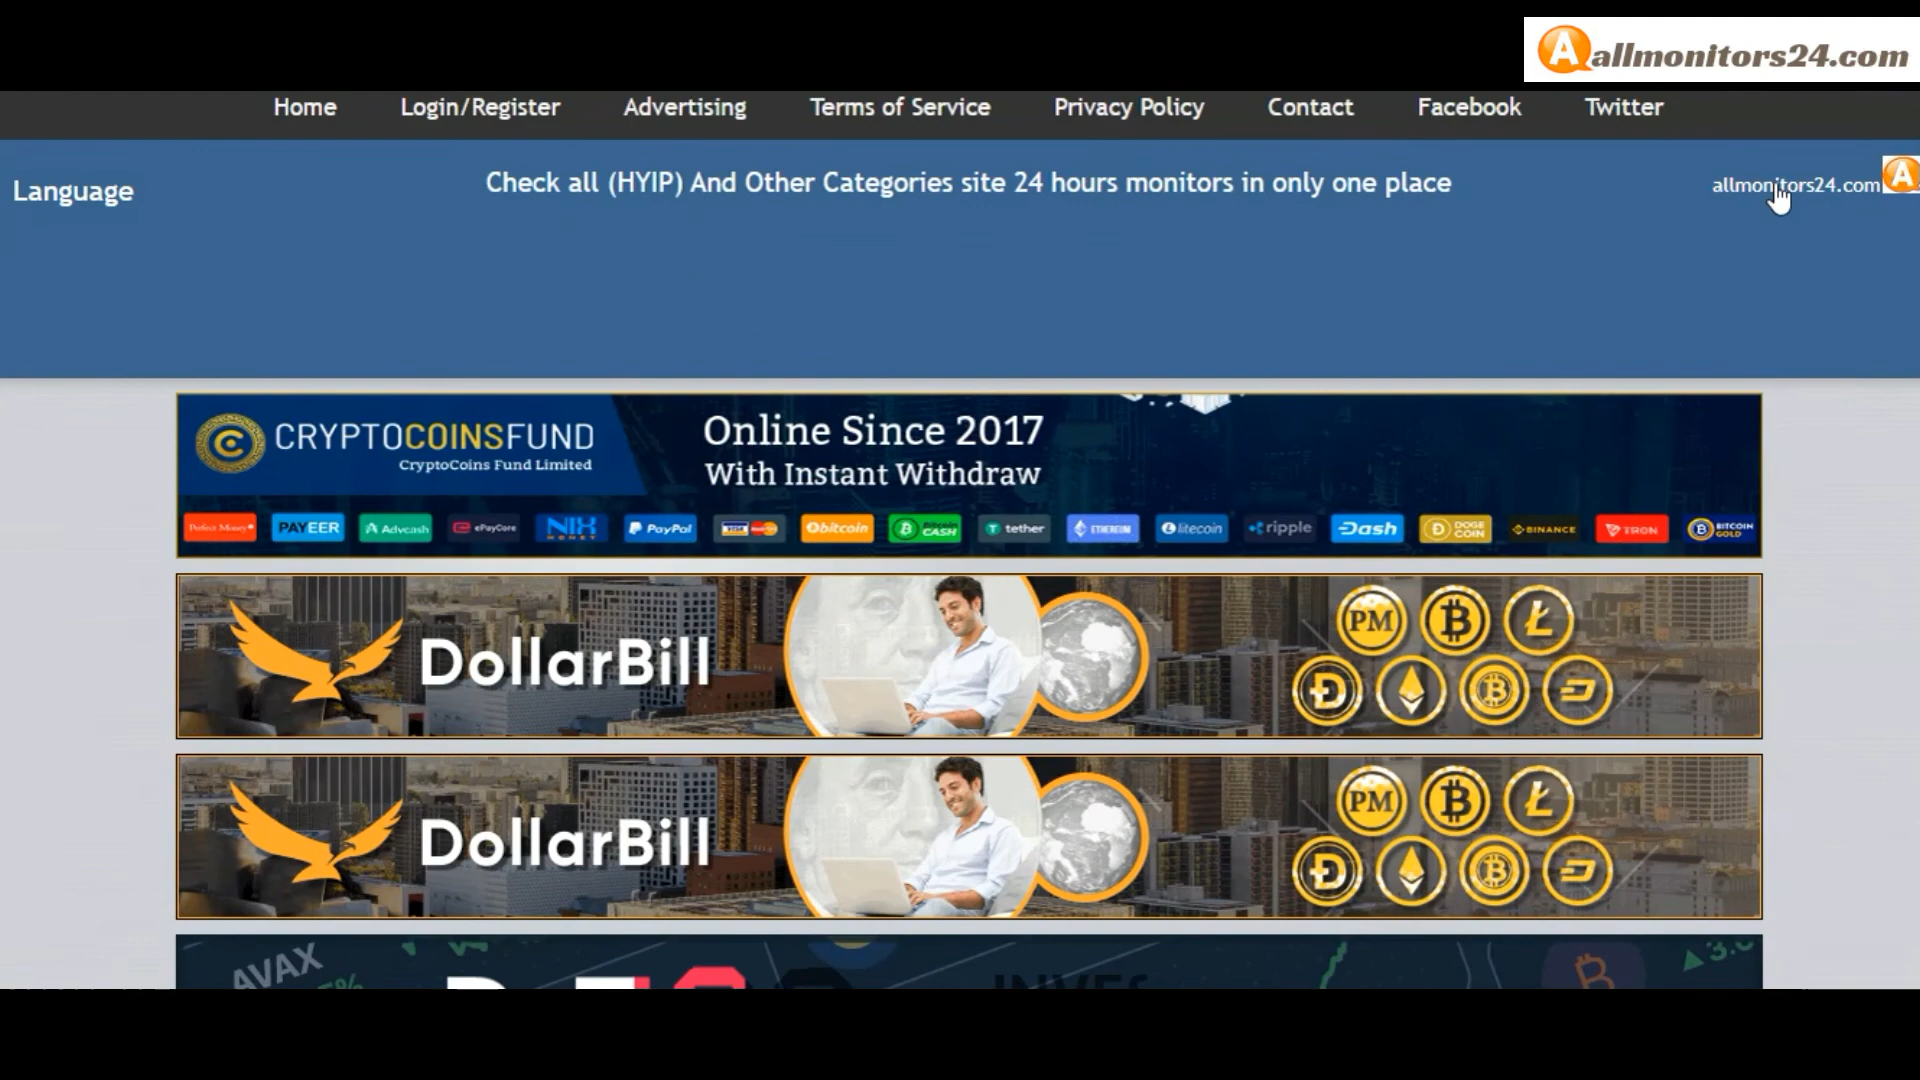 allmonitors24.com
Home Login/Register Advertising Terms of Service Privacy Policy Contact Facebook Twitter
Language
Check all (HYIP) And Other Categories site 24 hours monitors in only one place
allmonitors24.com
CRYPTOCOINSFUND
CryptoCoins Fund Limited
Online Since 2017
With Instant Withdraw
Perfect Money PAYEER Advcash ePayCore NIX MONEY PayPal VISA bitcoin Bitcoin CASH tether ETHEREUM litecoin ripple Dash DOGE COIN BINANCE TRON BITCOIN GOLD
DollarBill
PM
DollarBill
PM
AVAX